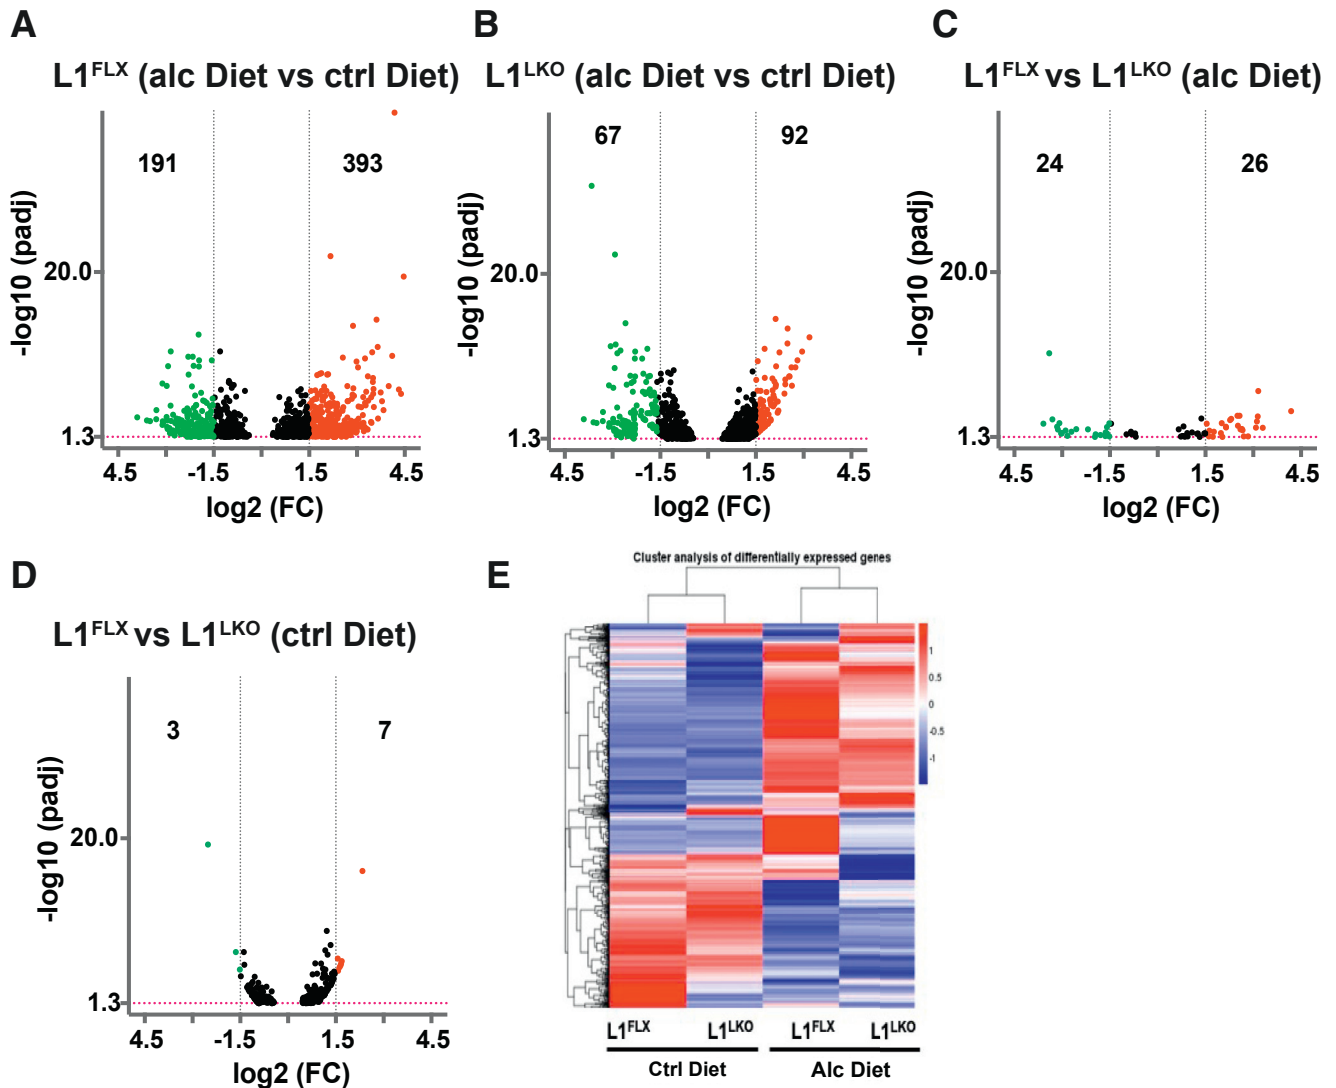 A
B
C
L1FLX (alc Diet vs ctrl Diet)
L1LKO (alc Diet vs ctrl Diet)
L1FLX vs L1LKO (alc Diet)
191
393
-log10 (padj)
20.0
1.3
4.5 -1.5 1.5 4.5
log2 (FC)
67
92
-log10 (padj)
20.0
1.3
4.5 -1.5 1.5 4.5
log2 (FC)
24
26
-log10 (padj)
20.0
1.3
4.5 -1.5 1.5 4.5
log2 (FC)
D
L1FLX vs L1LKO (ctrl Diet)
3
7
-log10 (padj)
20.0
1.3
4.5 -1.5 1.5 4.5
log2 (FC)
E
Cluster analysis of differentially expressed genes
1
0.5
0
-0.5
-1
L1FLX L1LKO L1FLX L1LKO
Ctrl Diet Alc Diet